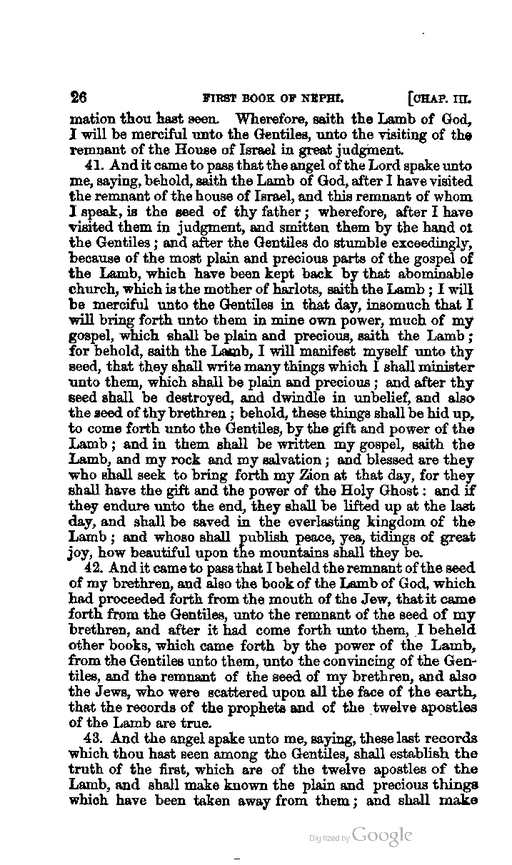 26 FIRST BOOK OF NEPHI. [CHAP. III.
mation thou hast seen. Wherefore, saith the Lamb of God,
I will be merciful unto the Gentiles, unto the visiting of the
remnant of the House of Israel in great judgment.
41. And it came to pass that the angel of the Lord spake unto
me, saying, behold, saith the Lamb of God, after I have visited
the remnant of the house of Israel, and this remnant of whom
I speak, is the seed of thy father; wherefore, after I have
visited them in judgment, and smitten them by the hand of
the Gentiles; and after the Gentiles do stumble exceedingly,
because of the most plain and precious parts of the gospel of
the Lamb, which have been kept back by that abominable
church, which is the mother of harlots, saith the Lamb; I will
be merciful unto the Gentiles in that day, insomuch that I
will bring forth unto them in mine own power, much of my
gospel, which shall be plain and precious, saith the Lamb;
for behold, saith the Lamb, I will manifest myself unto thy
seed, that they shall write many things which I shall minister
unto them, which shall be plain and precious; and after thy
seed shall be destroyed, and dwindle in unbelief, and also
the seed of thy brethren; behold, these things shall be hid up,
to come forth unto the Gentiles, by the gift and power of the
Lamb; and in them shall be written my gospel, saith the
Lamb, and my rock and my salvation; and blessed are they
who shall seek to bring forth my Zion at that day, for they
shall have the gift and the power of the Holy Ghost: and if
they endure unto the end, they shall be lifted up at the last
day, and shall be saved in the everlasting kingdom of the
Lamb; and whoso shall publish peace, yea, tidings of great
joy, how beautiful upon the mountains shall they be.
42. And it came to pass that I beheld the remnant of the seed
of my brethren, and also the book of the Lamb of God, which
had proceeded forth from the mouth of the Jew, that it came
forth from the Gentiles, unto the remnant of the seed of my
brethren, and after it had come forth unto them, I beheld
other books, which came forth by the power of the Lamb,
from the Gentiles unto them, unto the convincing of the Gen-
tiles, and the remnant of the seed of my brethren, and also
the Jews, who were scattered upon all the face of the earth,
that the records of the prophets and of the twelve apostles
of the Lamb are true.
43. And the angel spake unto me, saying, these last records
which thou hast seen among the Gentiles, shall establish the
truth of the first, which are of the twelve apostles of the
Lamb, and shall make known the plain and precious things
which have been taken away from them; and shall make
Digitized by Google